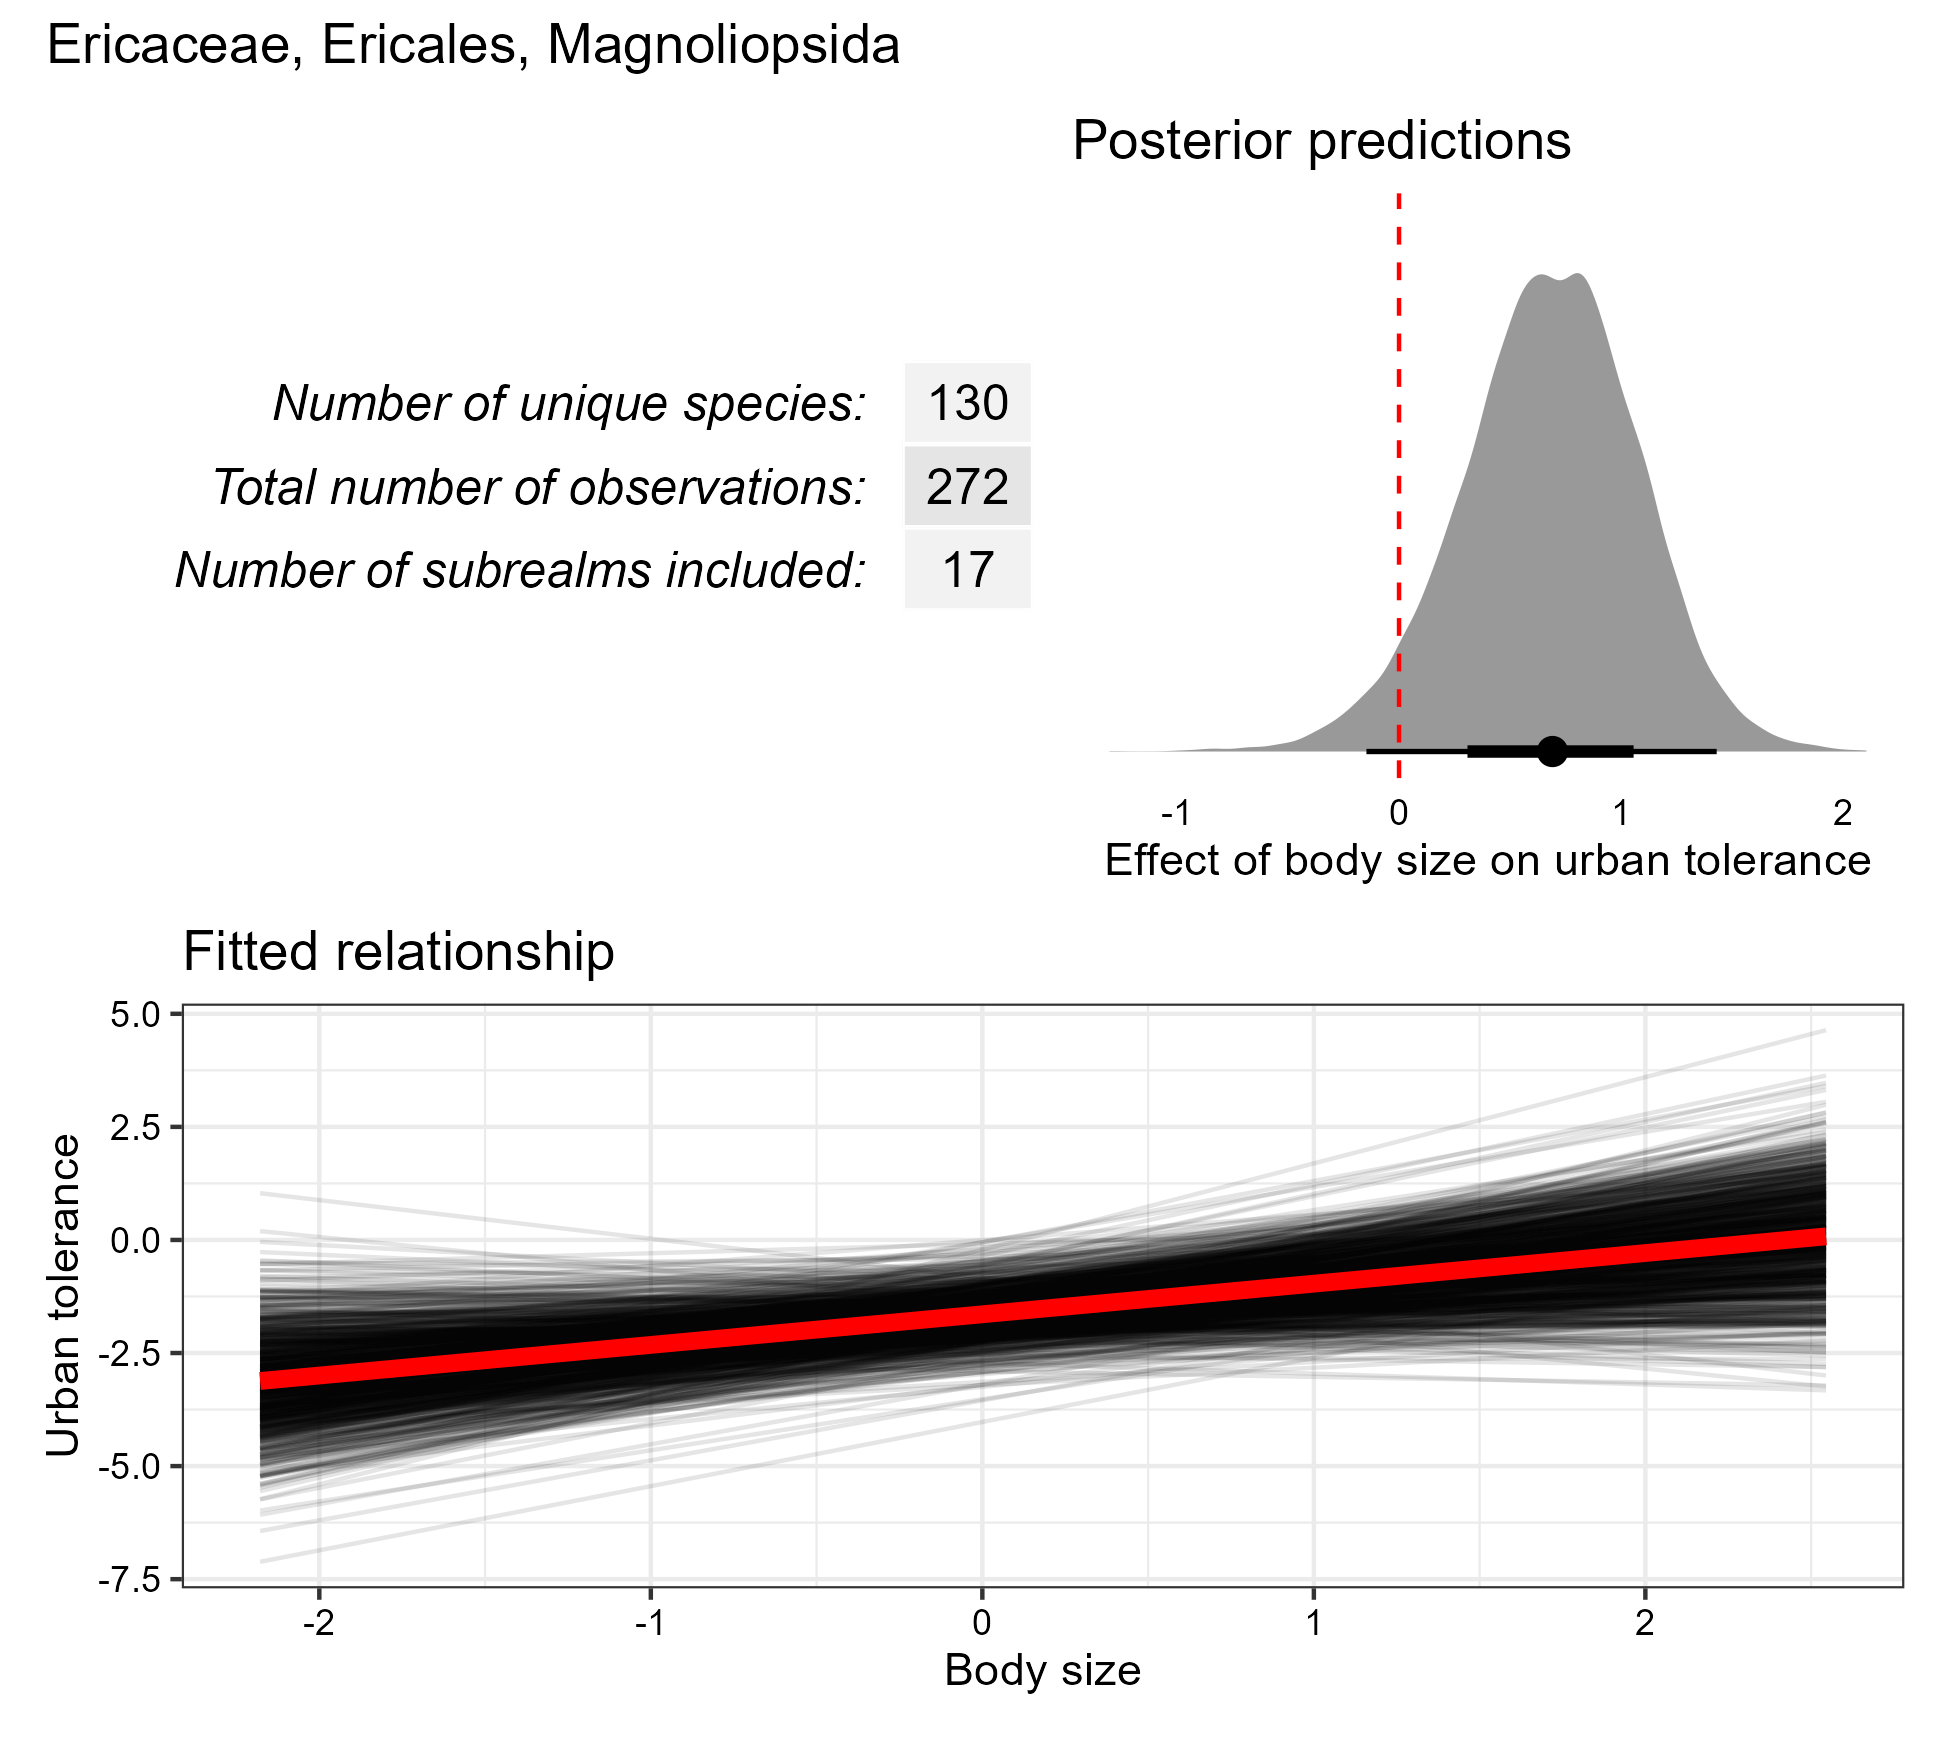 Ericaceae, Ericales, Magnoliopsida
Posterior predictions
Number of unique species: 130
Total number of observations: 272
Number of subrealms included: 17
-1 0 1 2
Effect of body size on urban tolerance
Fitted relationship
Urban tolerance
5.0
2.5
0.0
-2.5
-5.0
-7.5
-2 -1 0 1 2
Body size